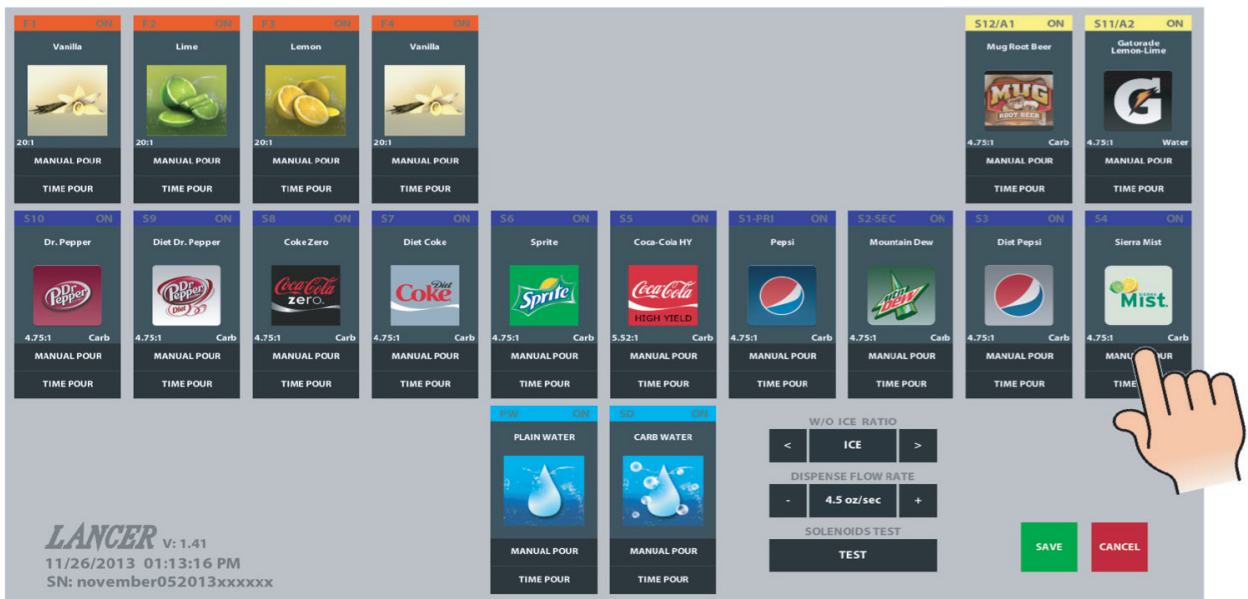 F1 ON F2 ON F3 ON F4 ON S12/A1 ON S11/A2 ON
Vanilla Lime Lemon Vanilla Mug Root Beer Gatorade
Lemon-Lime
MUG
ROOT BEER
G
20:1 20:1 20:1 20:1 4.75:1 Carb 4.75:1 Water
MANUAL POUR MANUAL POUR MANUAL POUR MANUAL POUR MANUAL POUR MANUAL POUR
TIME POUR TIME POUR TIME POUR TIME POUR TIME POUR TIME POUR
S10 ON S9 ON S8 ON S7 ON S6 ON S5 ON S1-PRI ON S2-SEC ON S3 ON S4 ON
Dr. Pepper Diet Dr. Pepper Coke Zero Diet Coke Sprite Coca-Cola HY Pepsi Mountain Dew Diet Pepsi Sierra Mist
Dr Pepper Dr Pepper Diet Coca-Cola zero. Diet Coke Sprite Coca-Cola HIGH YIELD Mtn Dew Sierra Mist
4.75:1 Carb 4.75:1 Carb 4.75:1 Carb 4.75:1 Carb 4.75:1 Carb 5.52:1 Carb 4.75:1 Carb 4.75:1 Carb 4.75:1 Carb 4.75:1 Carb
MANUAL POUR MANUAL POUR MANUAL POUR MANUAL POUR MANUAL POUR MANUAL POUR MANUAL POUR MANUAL POUR MANUAL POUR
TIME POUR TIME POUR TIME POUR TIME POUR TIME POUR TIME POUR TIME POUR TIME POUR TIME POUR TIME
PW ON SO ON
PLAIN WATER CARB WATER
MANUAL POUR MANUAL POUR
TIME POUR TIME POUR
W/O ICE RATIO
< ICE >
DISPENSE FLOW RATE
- 4.5 oz/sec +
SOLENOIDS TEST
TEST
SAVE CANCEL
LANCER V: 1.41
11/26/2013 01:13:16 PM
SN: november052013xxxxxx